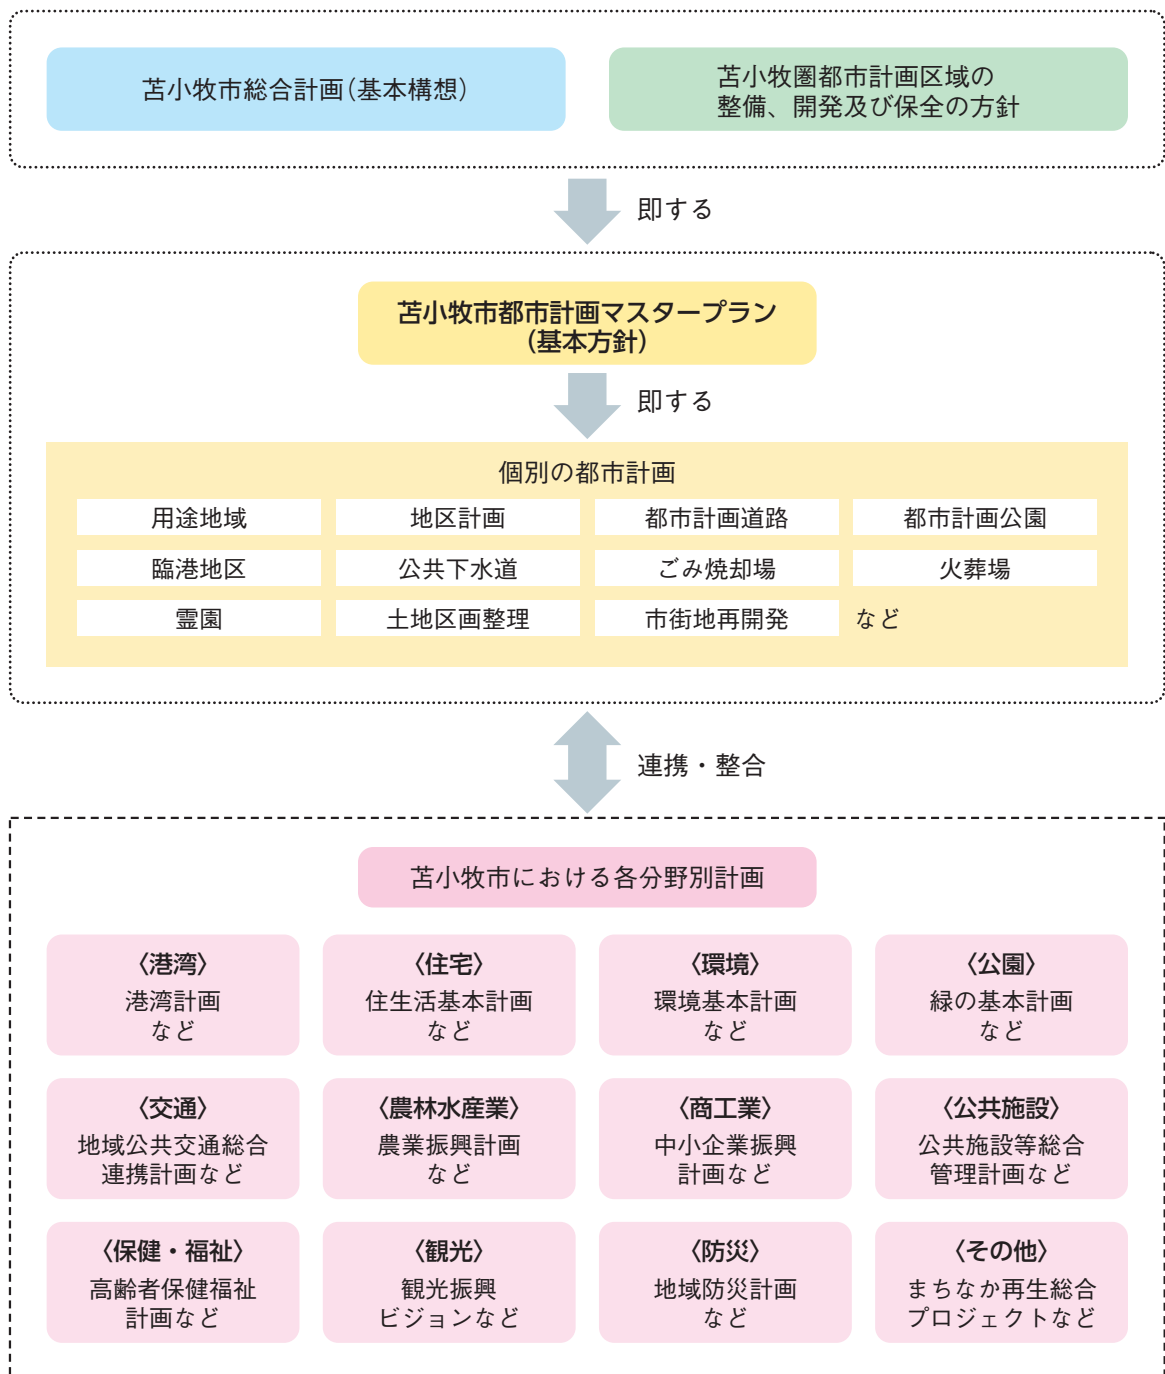 苫小牧市総合計画(基本構想)
苫小牧圏都市計画区域の
整備、開発及び保全の方針
即する
苫小牧市都市計画マスタープラン
(基本方針)
即する
個別の都市計画
用途地域
地区計画
都市計画道路
都市計画公園
臨港地区
公共下水道
ごみ焼却場
火葬場
霊園
土地区画整理
市街地再開発
など
連携・整合
苫小牧市における各分野別計画
〈港湾〉
港湾計画
など
〈住宅〉
住生活基本計画
など
〈環境〉
環境基本計画
など
〈公園〉
緑の基本計画
など
〈交通〉
地域公共交通総合
連携計画など
〈農林水産業〉
農業振興計画
など
〈商工業〉
中小企業振興
計画など
〈公共施設〉
公共施設等総合
管理計画など
〈保健・福祉〉
高齢者保健福祉
計画など
〈観光〉
観光振興
ビジョンなど
〈防災〉
地域防災計画
など
〈その他〉
まちなか再生総合
プロジェクトなど